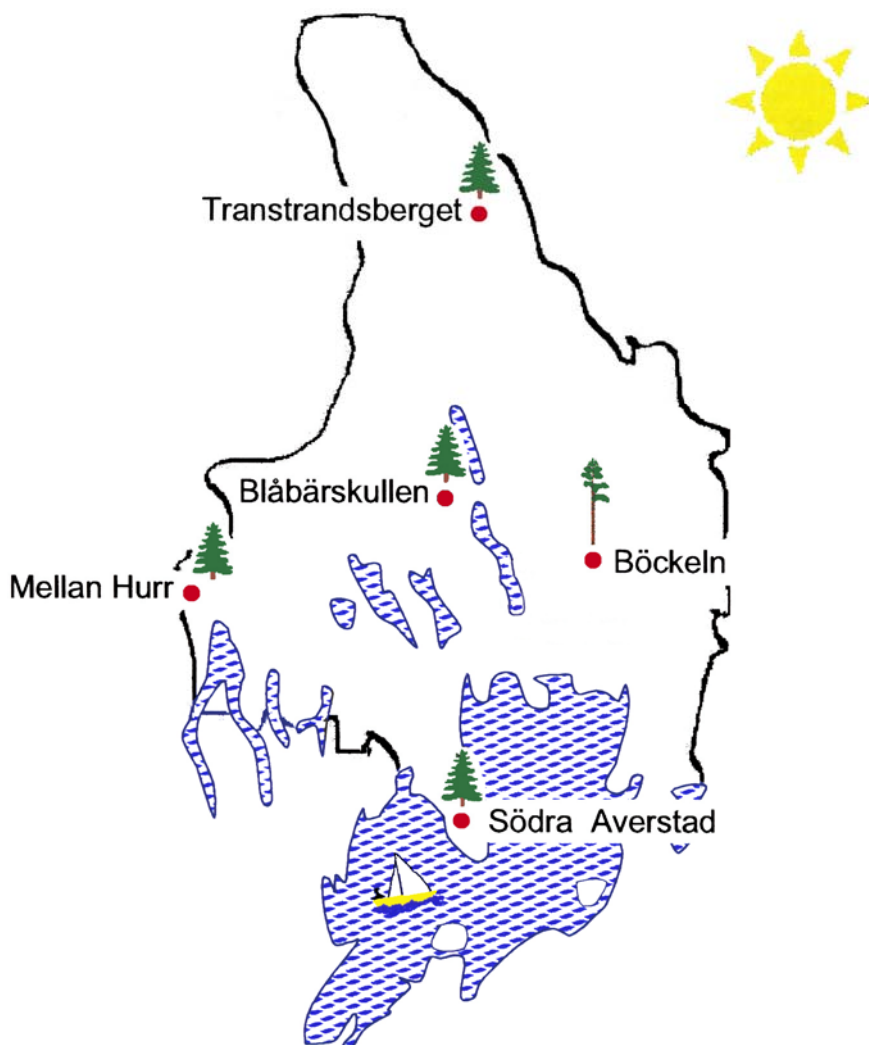 Transtrandsberget
Blåbärskullen
Böckeln
Mellan Hurr
Södra Averstad